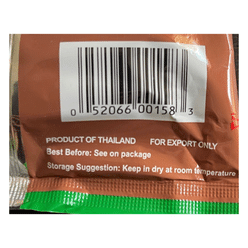 0 52066 00158 3
PRODUCT OF THAILAND FOR EXPORT ONLY
Best Before: See on package
Storage Suggestion: Keep in dry at room temperature